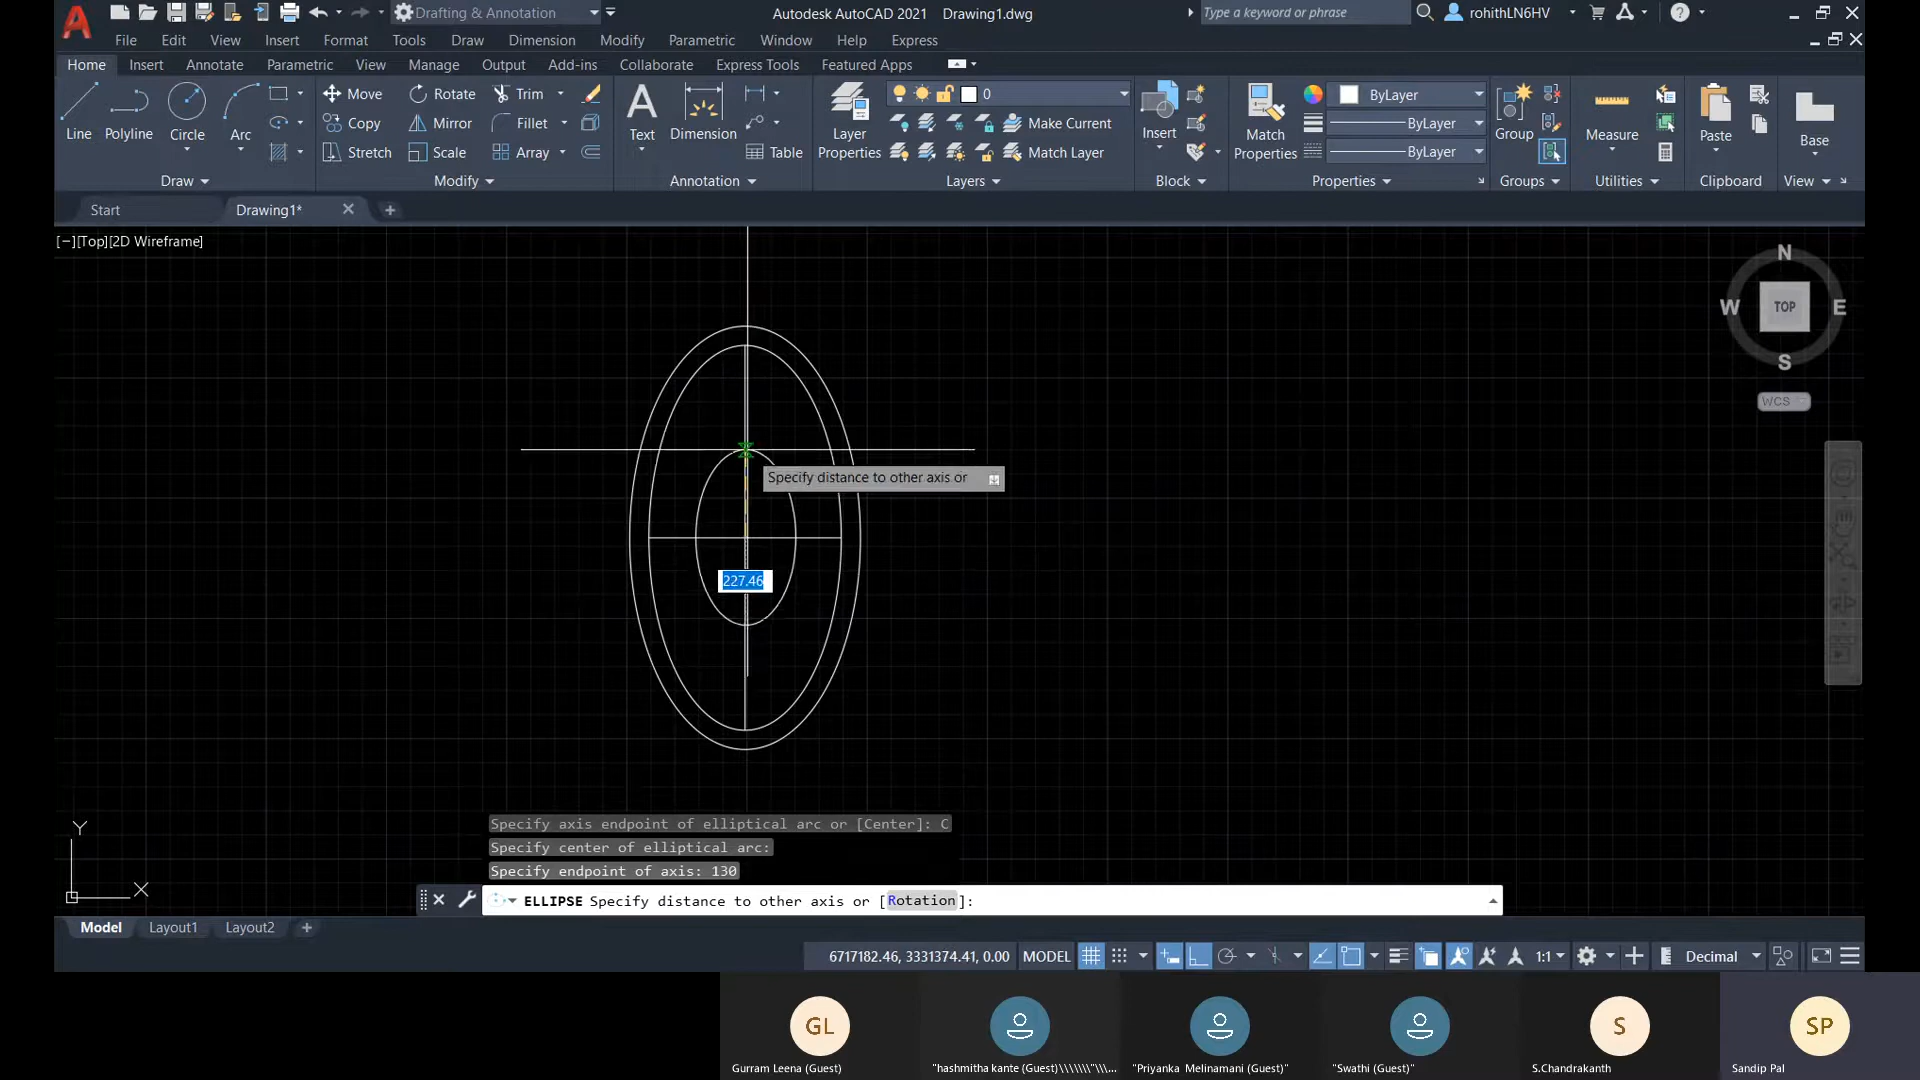 Drafting & Annotation
Autodesk AutoCAD 2021 Drawing1.dwg
Type a keyword or phrase
rohithLN6HV
File Edit View Insert Format Tools Draw Dimension Modify Parametric Window Help Express
Home Insert Annotate Parametric View Manage Output Add-ins Collaborate Express Tools Featured Apps
Line Polyline Circle Arc
Move Rotate Trim
Copy Mirror Fillet
Stretch Scale Array
Text Dimension Table
Layer Properties
0
Make Current
Match Layer
Insert
Match Properties
ByLayer
ByLayer
ByLayer
Group Measure Paste Base
Draw Modify Annotation Layers Block Properties Groups Utilities Clipboard View
Start Drawing1*
[−][Top][2D Wireframe]
N
W TOP E
S
WCS
Specify distance to other axis or
227.46
Y
X
Specify axis endpoint of elliptical arc or [Center]: C
Specify center of elliptical arc:
Specify endpoint of axis: 130
ELLIPSE Specify distance to other axis or [Rotation]:
Model Layout1 Layout2
6717182.46, 3331374.41, 0.00 MODEL 1:1 Decimal
GL S SP
Gurram Leena (Guest) "hashmitha kante (Guest)\\\\\\\"\\... "Priyanka Melinamani (Guest)" "Swathi (Guest)" S.Chandrakanth Sandip Pal